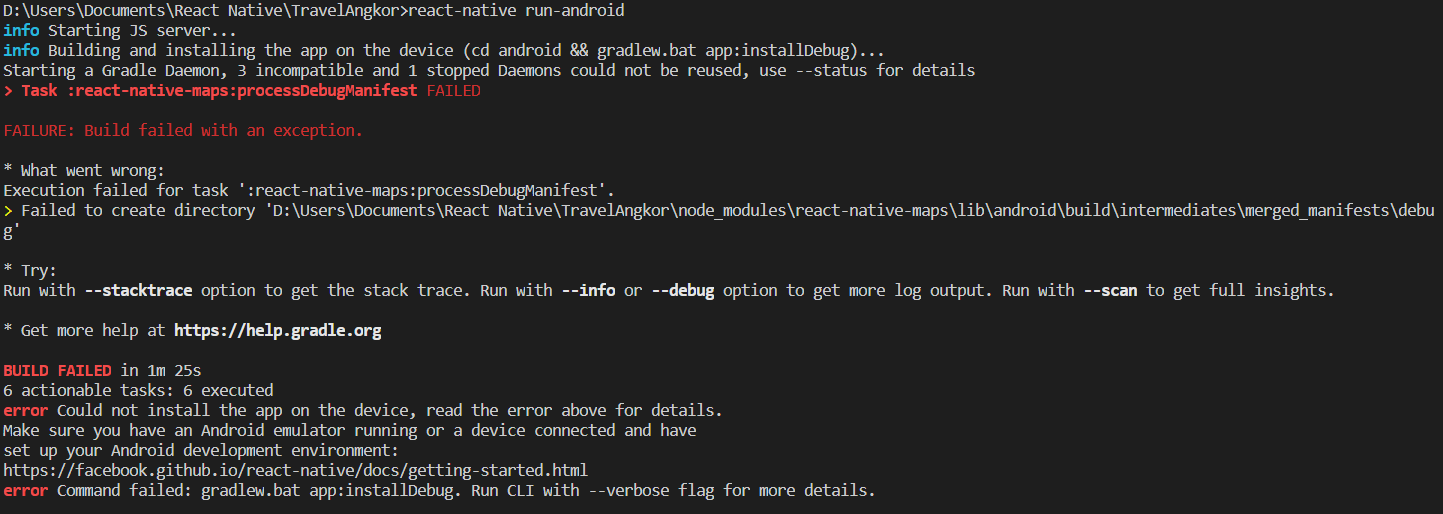 D:\Users\Documents\React Native\TravelAngkor>react-native run-android
info Starting JS server...
info Building and installing the app on the device (cd android && gradlew.bat app:installDebug)...
Starting a Gradle Daemon, 3 incompatible and 1 stopped Daemons could not be reused, use --status for details
> Task :react-native-maps:processDebugManifest FAILED
FAILURE: Build failed with an exception.
* What went wrong:
Execution failed for task ':react-native-maps:processDebugManifest'.
> Failed to create directory 'D:\Users\Documents\React Native\TravelAngkor\node_modules\react-native-maps\lib\android\build\intermediates\merged_manifests\debu
g'
* Try:
Run with --stacktrace option to get the stack trace. Run with --info or --debug option to get more log output. Run with --scan to get full insights.
* Get more help at https://help.gradle.org
BUILD FAILED in 1m 25s
6 actionable tasks: 6 executed
error Could not install the app on the device, read the error above for details.
Make sure you have an Android emulator running or a device connected and have
set up your Android development environment:
https://facebook.github.io/react-native/docs/getting-started.html
error Command failed: gradlew.bat app:installDebug. Run CLI with --verbose flag for more details.